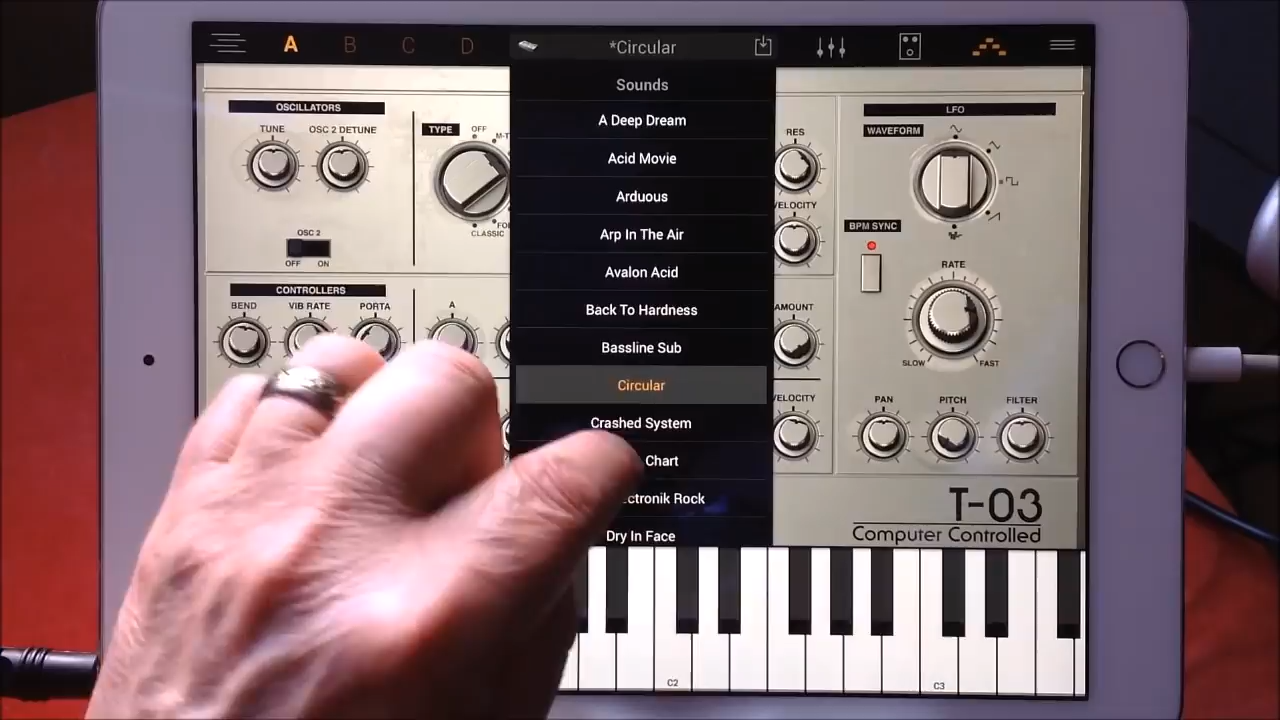 A B C D *Circular
Sounds
A Deep Dream
Acid Movie
Arduous
Arp In The Air
Avalon Acid
Back To Hardness
Bassline Sub
Circular
Crashed System
Chart
Rock
Dry In Face
OSCILLATORS
TUNE OSC 2 DETUNE
OSC 2
OFF ON
TYPE OFF
CLASSIC
CONTROLLERS
BEND VIB RATE PORTA A
RES
VELOCITY
AMOUNT
VELOCITY
LFO
WAVEFORM
BPM SYNC
RATE
SLOW FAST
PAN PITCH FILTER
T-03
Computer Controlled
C2 C3